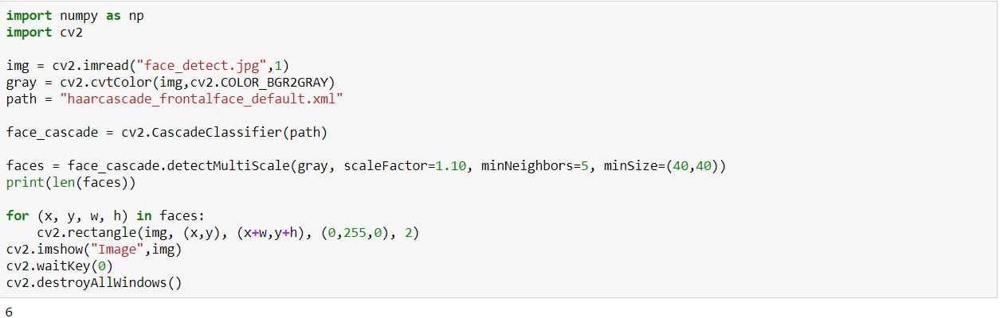 import numpy as np
import cv2

img = cv2.imread("face_detect.jpg",1)
gray = cv2.cvtColor(img,cv2.COLOR_BGR2GRAY)
path = "haarcascade_frontalface_default.xml"

face_cascade = cv2.CascadeClassifier(path)

faces = face_cascade.detectMultiScale(gray, scaleFactor=1.10, minNeighbors=5, minSize=(40,40))
print(len(faces))

for (x, y, w, h) in faces:
    cv2.rectangle(img, (x,y), (x+w,y+h), (0,255,0), 2)
cv2.imshow("Image",img)
cv2.waitKey(0)
cv2.destroyAllWindows()

6